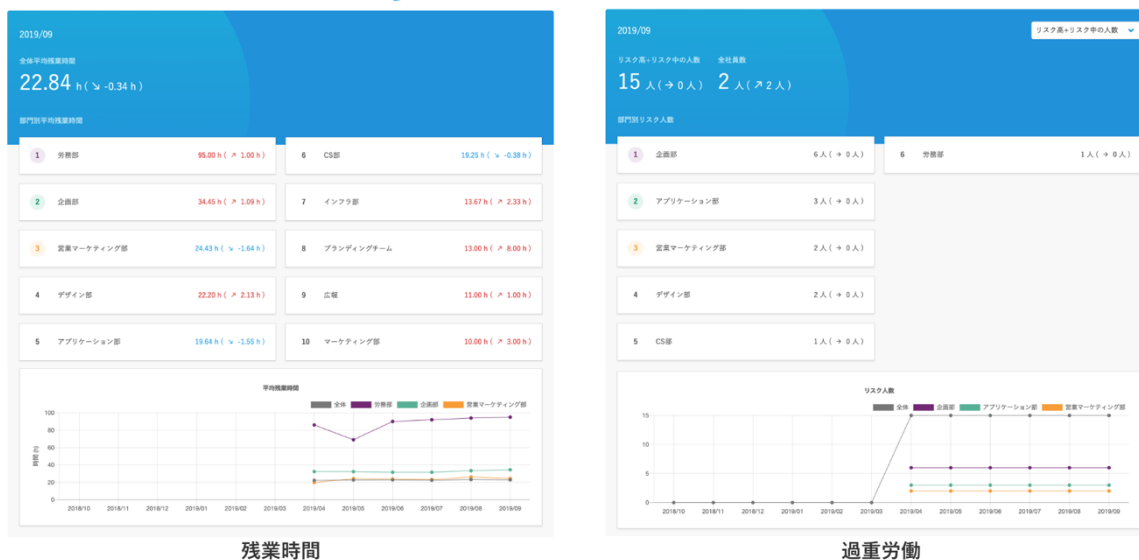 2019/09
全体平均残業時間
22.84 h ( ↘ -0.34 h )
部門別平均残業時間
1 労務部 95.00 h ( ↗ 1.00 h )
2 企画部 34.45 h ( ↗ 1.09 h )
3 営業マーケティング部 24.43 h ( ↘ -1.64 h )
4 デザイン部 22.20 h ( ↗ 2.13 h )
5 アプリケーション部 19.64 h ( ↘ -1.55 h )
6 CS部 19.25 h ( ↘ -0.38 h )
7 インフラ部 13.67 h ( ↗ 2.33 h )
8 ブランディングチーム 13.00 h ( ↗ 8.00 h )
9 広報 11.00 h ( ↗ 1.00 h )
10 マーケティング部 10.00 h ( ↗ 3.00 h )
平均残業時間
全体 労務部 企画部 営業マーケティング部
時間 (h)
100
80
60
40
20
0
2018/10 2018/11 2018/12 2019/01 2019/02 2019/03 2019/04 2019/05 2019/06 2019/07 2019/08 2019/09
残業時間
2019/09
リスク高+リスク中の人数
リスク高+リスク中の人数 全社員数
15 人 ( → 0 人 ) 2 人 ( ↗ 2 人 )
部門別リスク人数
1 企画部 6 人 ( → 0 人 )
2 アプリケーション部 3 人 ( → 0 人 )
3 営業マーケティング部 2 人 ( → 0 人 )
4 デザイン部 2 人 ( → 0 人 )
5 CS部 1 人 ( → 0 人 )
6 労務部 1 人 ( → 0 人 )
リスク人数
全体 企画部 アプリケーション部 営業マーケティング部
15
10
5
0
2018/10 2018/11 2018/12 2019/01 2019/02 2019/03 2019/04 2019/05 2019/06 2019/07 2019/08 2019/09
過重労働